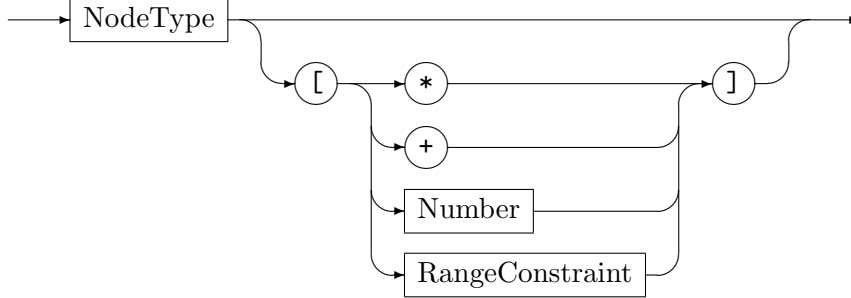 NodeType
[ * ]
+
Number
RangeConstraint